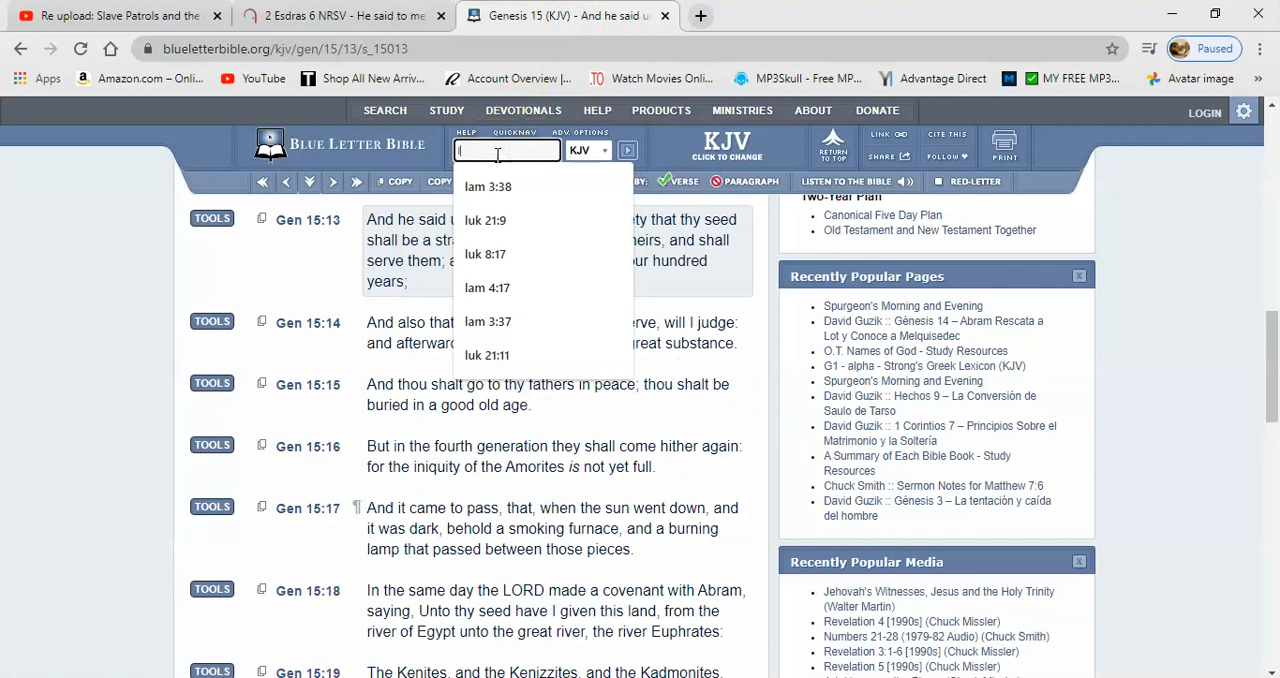 Re upload: Slave Patrols and the
2 Esdras 6 NRSV - He said to me
Genesis 15 (KJV) - And he said u
blueletterbible.org/kjv/gen/15/13/s_15013
Paused
Apps
Amazon.com – Onli...
YouTube
Shop All New Arriv...
Account Overview |...
.TO
Watch Movies Online...
MP3Skull - Free MP...
Advantage Direct
MY FREE MP3...
Avatar image
»
SEARCH
STUDY
DEVOTIONALS
HELP
PRODUCTS
MINISTRIES
ABOUT
DONATE
LOGIN
BLUE LETTER BIBLE
HELP
QUICKNAV
ADV. OPTIONS
l
KJV
KJV
CLICK TO CHANGE
RETURN
TO TOP
LINK
SHARE
CITE THIS
FOLLOW
PRINT
COPY
COPY
BY:
VERSE
PARAGRAPH
LISTEN TO THE BIBLE
RED-LETTER
lam 3:38
luk 21:9
luk 8:17
lam 4:17
lam 3:37
luk 21:11
TOOLS
Gen 15:13
And he said u
ety that thy seed
shall be a stra
eirs, and shall
serve them; a
ur hundred
years;
TOOLS
Gen 15:14
And also that
erve, will I judge:
and afterward
great substance.
TOOLS
Gen 15:15
And thou shalt go to thy fathers in peace; thou shalt be
buried in a good old age.
TOOLS
Gen 15:16
But in the fourth generation they shall come hither again:
for the iniquity of the Amorites is not yet full.
TOOLS
Gen 15:17
¶ And it came to pass, that, when the sun went down, and
it was dark, behold a smoking furnace, and a burning
lamp that passed between those pieces.
TOOLS
Gen 15:18
In the same day the LORD made a covenant with Abram,
saying, Unto thy seed have I given this land, from the
river of Egypt unto the great river, the river Euphrates:
TOOLS
Gen 15:19
The Kenites, and the Kenizzites, and the Kadmonites,
Two-Year Plan
Canonical Five Day Plan
Old Testament and New Testament Together
Recently Popular Pages
Spurgeon's Morning and Evening
David Guzik :: Génesis 14 – Abram Rescata a
Lot y Conoce a Melquisedec
O.T. Names of God - Study Resources
G1 - alpha - Strong's Greek Lexicon (KJV)
Spurgeon's Morning and Evening
David Guzik :: Hechos 9 – La Conversión de
Saulo de Tarso
David Guzik :: 1 Corintios 7 – Principios Sobre el
Matrimonio y la Soltería
A Summary of Each Bible Book - Study
Resources
Chuck Smith :: Sermon Notes for Matthew 7:6
David Guzik :: Génesis 3 – La tentación y caída
del hombre
Recently Popular Media
Jehovah's Witnesses, Jesus and the Holy Trinity
(Walter Martin)
Revelation 4 [1990s] (Chuck Missler)
Numbers 21-28 (1979-82 Audio) (Chuck Smith)
Revelation 3:1-6 [1990s] (Chuck Missler)
Revelation 5 [1990s] (Chuck Missler)